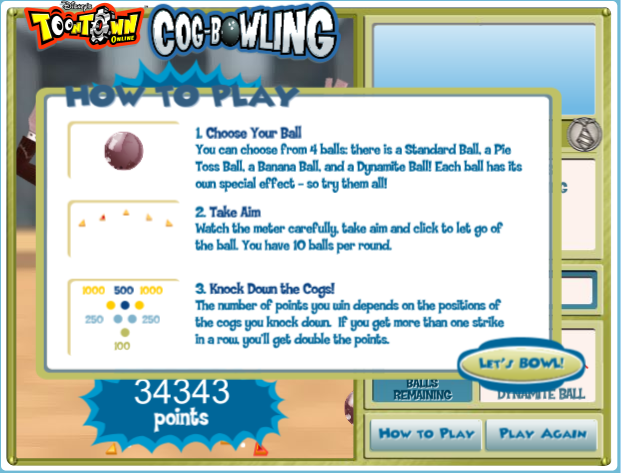 Disney's
TOONTOWN
ONLINE
COG-BOWLING
HOW TO PLAY
1. Choose Your Ball
You can choose from 4 balls: there is a Standard Ball, a Pie
Toss Ball, a Banana Ball, and a Dynamite Ball! Each ball has its
own special effect - so try them all!
2. Take Aim
Watch the meter carefully, take aim and click to let go of
the ball. You have 10 balls per round.
1000 500 1000
250 250
100
3. Knock Down the Cogs!
The number of points you win depends on the positions of
the cogs you knock down. If you get more than one strike
in a row, you'll get double the points.
LET'S BOWL!
34343
points
BALLS
REMAINING
DYNAMITE BALL
HOW TO PLAY
PLAY AGAIN